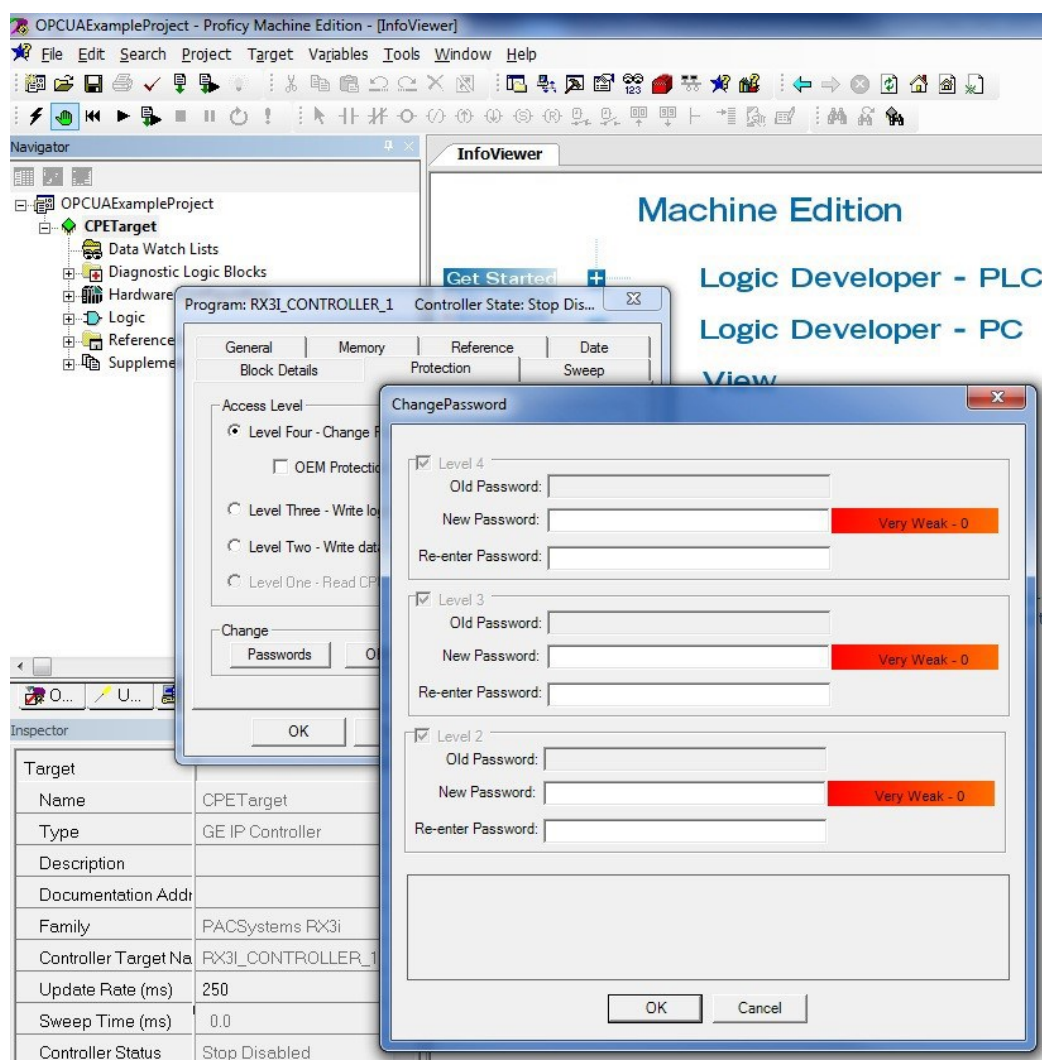 OPCUAExampleProject - Proficy Machine Edition - [InfoViewer]
File Edit Search Project Target Variables Tools Window Help
Navigator
InfoViewer
OPCUAExampleProject
CPETarget
Data Watch Lists
Diagnostic Logic Blocks
Hardware
Logic
Reference
Suppleme
Machine Edition
Get Started
Logic Developer - PLC
Logic Developer - PC
View
Program: RX3I_CONTROLLER_1 Controller State: Stop Dis...
General Memory Reference Date
Block Details Protection Sweep
Access Level
Level Four - Change P
OEM Protectio
Level Three - Write lo
Level Two - Write dat
Level One - Read CP
Change
Passwords
OK
ChangePassword
Level 4
Old Password:
New Password: Very Weak - 0
Re-enter Password:
Level 3
Old Password:
New Password: Very Weak - 0
Re-enter Password:
Level 2
Old Password:
New Password: Very Weak - 0
Re-enter Password:
OK Cancel
O... U...
Inspector
Target
Name CPETarget
Type GE IP Controller
Description
Documentation Addr
Family PACSystems RX3i
Controller Target Na RX3I_CONTROLLER_1
Update Rate (ms) 250
Sweep Time (ms) 0.0
Controller Status Stop Disabled